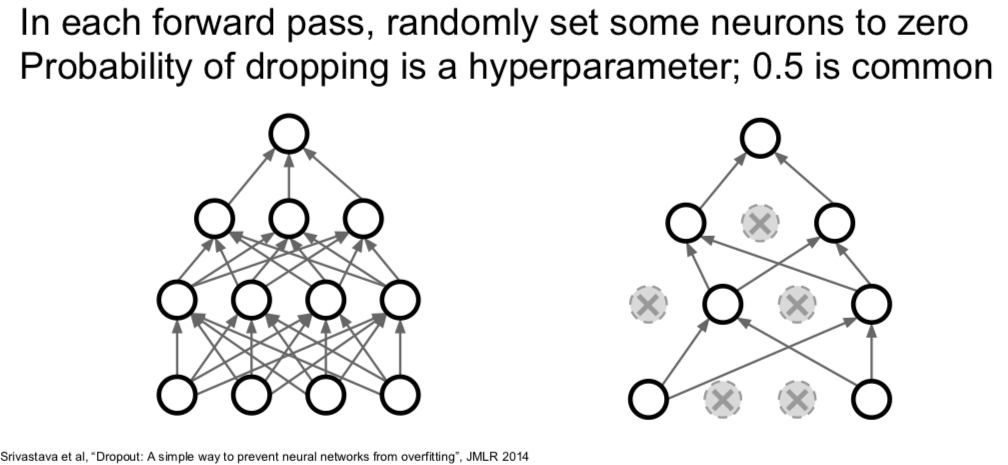 In each forward pass, randomly set some neurons to zero
Probability of dropping is a hyperparameter; 0.5 is common
Srivastava et al, “Dropout: A simple way to prevent neural networks from overfitting”, JMLR 2014